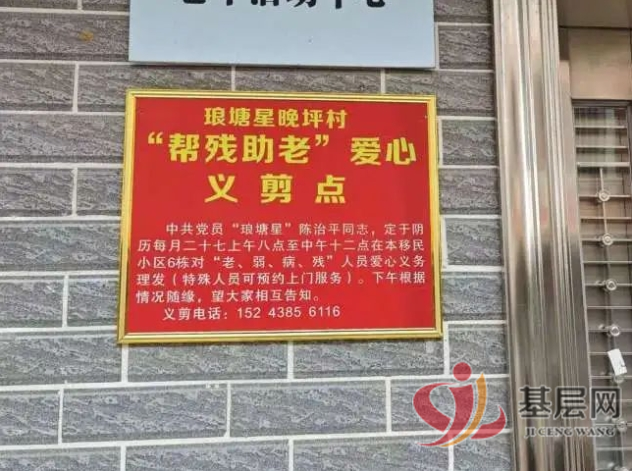 琅塘星晚坪村
“帮残助老”爱心
义剪点
中共党员“琅塘星”陈治平同志，定于阴
历每月二十七上午八点至中午十二点在本移民
小区6栋对“老、弱、病、残”人员爱心义务
理发（特殊人员可预约上门服务）。下午根据
情况随缘，望大家相互告知。
义剪电话：152 4385 6116
基层网
JICENGWANG